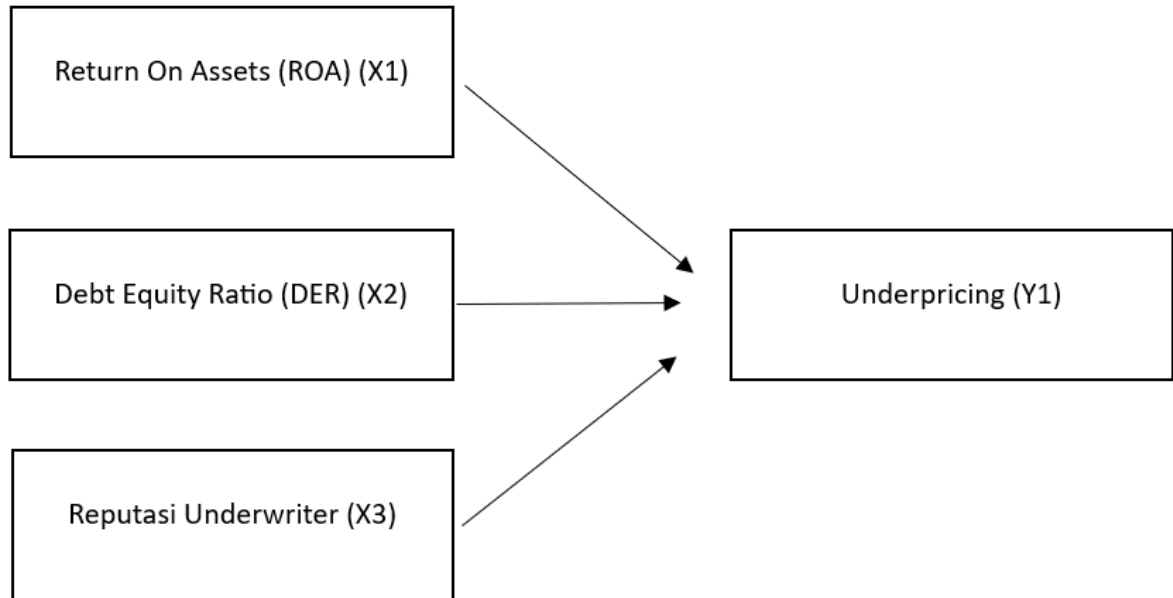 Return On Assets (ROA) (X1)
Debt Equity Ratio (DER) (X2)
Underpricing (Y1)
Reputasi Underwriter (X3)